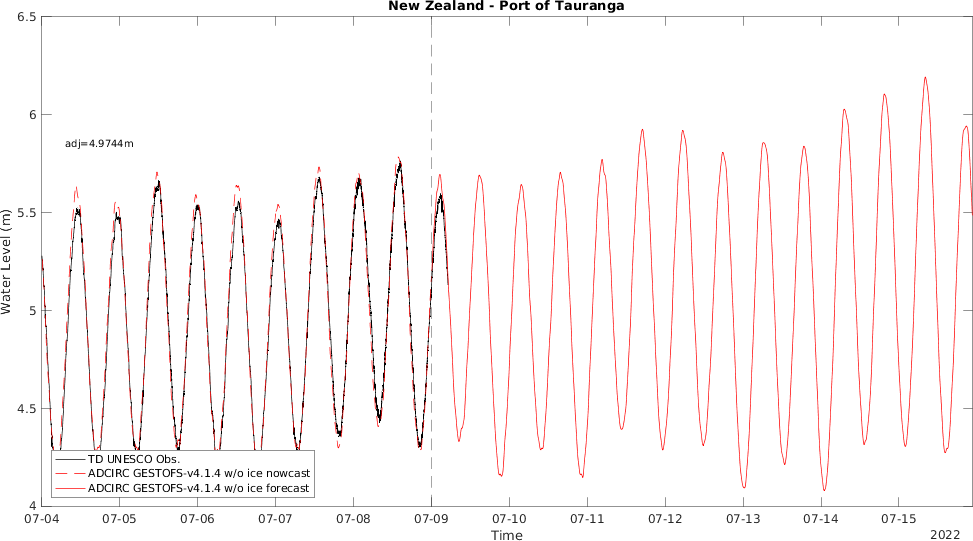 New Zealand - Port of Tauranga
6.5
6
5.5
5
4.5
4
Water Level (m)
adj=4.9744m
TD UNESCO Obs.
ADCIRC GESTOFS-v4.1.4 w/o ice nowcast
ADCIRC GESTOFS-v4.1.4 w/o ice forecast
07-04 07-05 07-06 07-07 07-08 07-09 07-10 07-11 07-12 07-13 07-14 07-15
Time
2022